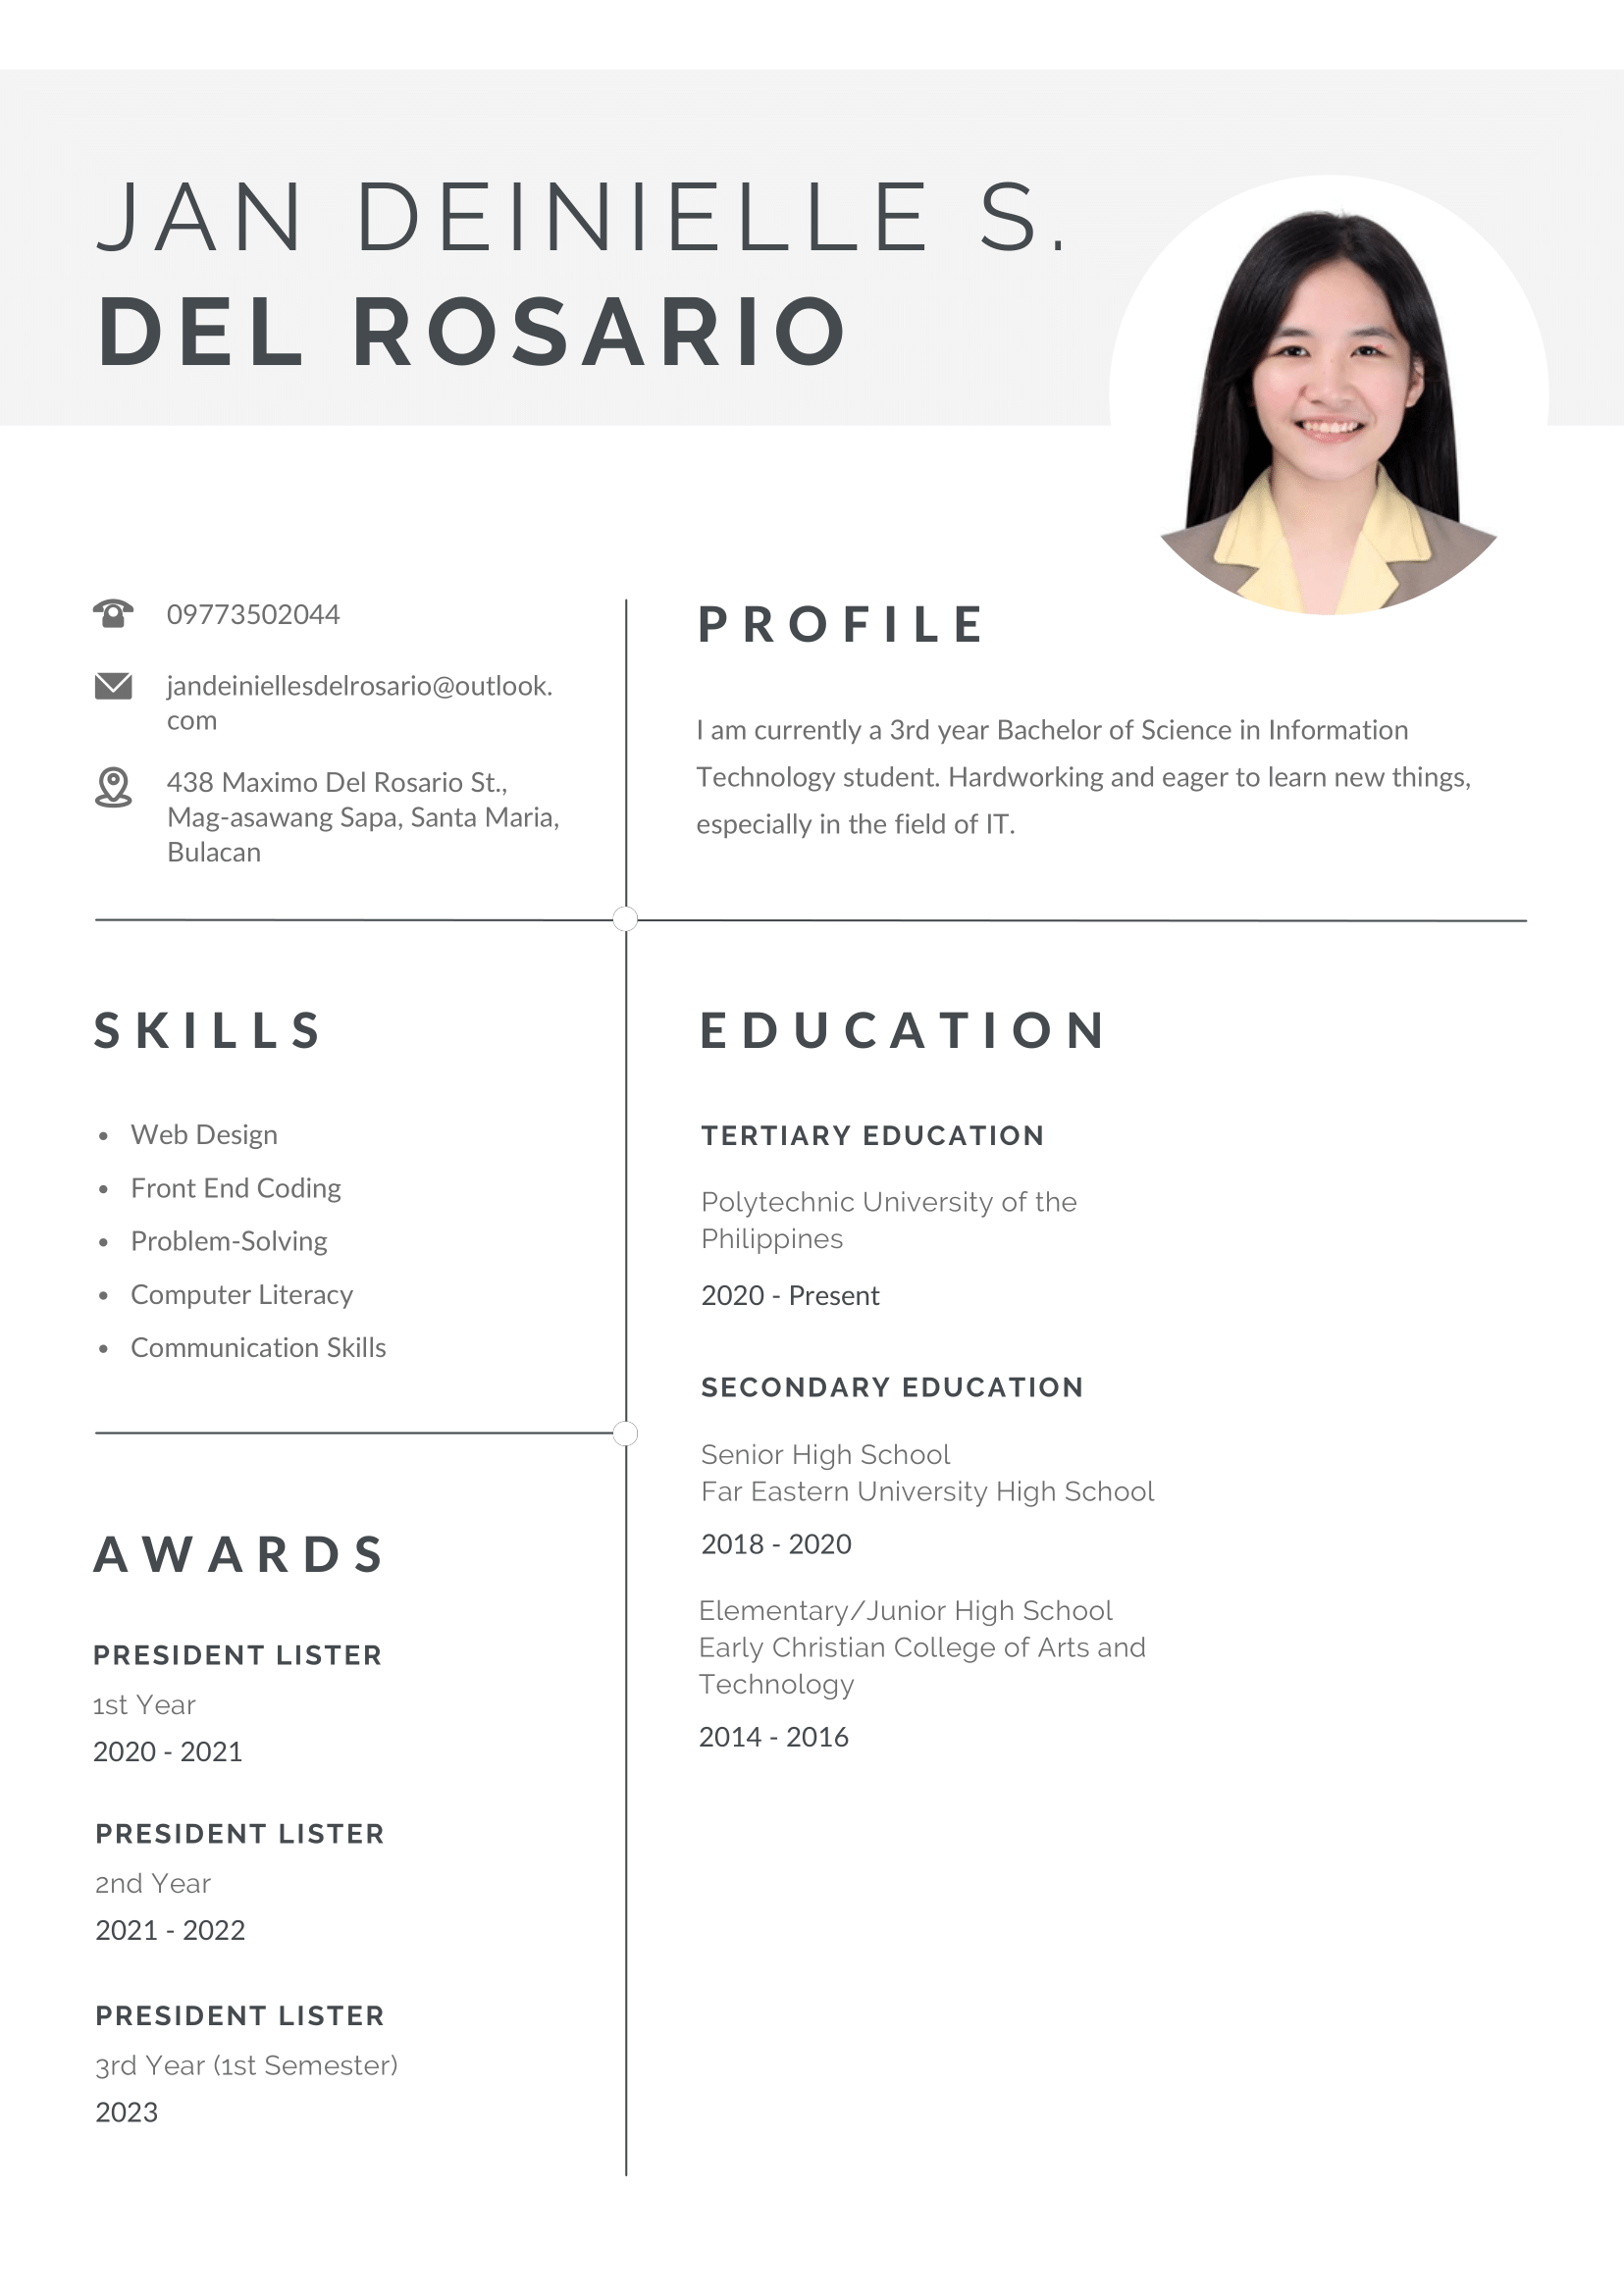 JAN DEINIELLE S.
DEL ROSARIO
09773502044
jandeiniellesdelrosario@outlook.
com
438 Maximo Del Rosario St.,
Mag-asawang Sapa, Santa Maria,
Bulacan
PROFILE
I am currently a 3rd year Bachelor of Science in Information
Technology student. Hardworking and eager to learn new things,
especially in the field of IT.
SKILLS
• Web Design
• Front End Coding
• Problem-Solving
• Computer Literacy
• Communication Skills
AWARDS
PRESIDENT LISTER
1st Year
2020 - 2021
PRESIDENT LISTER
2nd Year
2021 - 2022
PRESIDENT LISTER
3rd Year (1st Semester)
2023
EDUCATION
TERTIARY EDUCATION
Polytechnic University of the
Philippines
2020 - Present
SECONDARY EDUCATION
Senior High School
Far Eastern University High School
2018 - 2020
Elementary/Junior High School
Early Christian College of Arts and
Technology
2014 - 2016